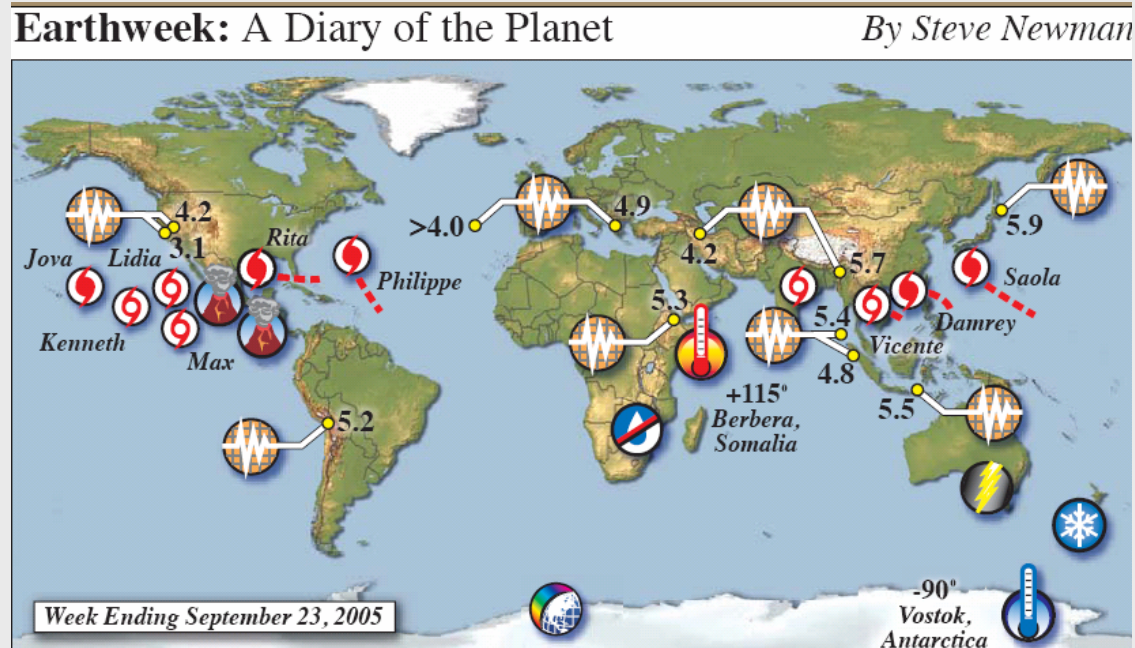 Earthweek: A Diary of the Planet
By Steve Newman
4.2
3.1
Jova
Lidia
Rita
Philippe
Kenneth
Max
>4.0
4.9
4.2
5.7
5.9
Saola
5.3
5.4
Damrey
Vicente
4.8
+115°
Berbera,
Somalia
5.5
5.2
-90°
Vostok,
Antarctica
Week Ending September 23, 2005